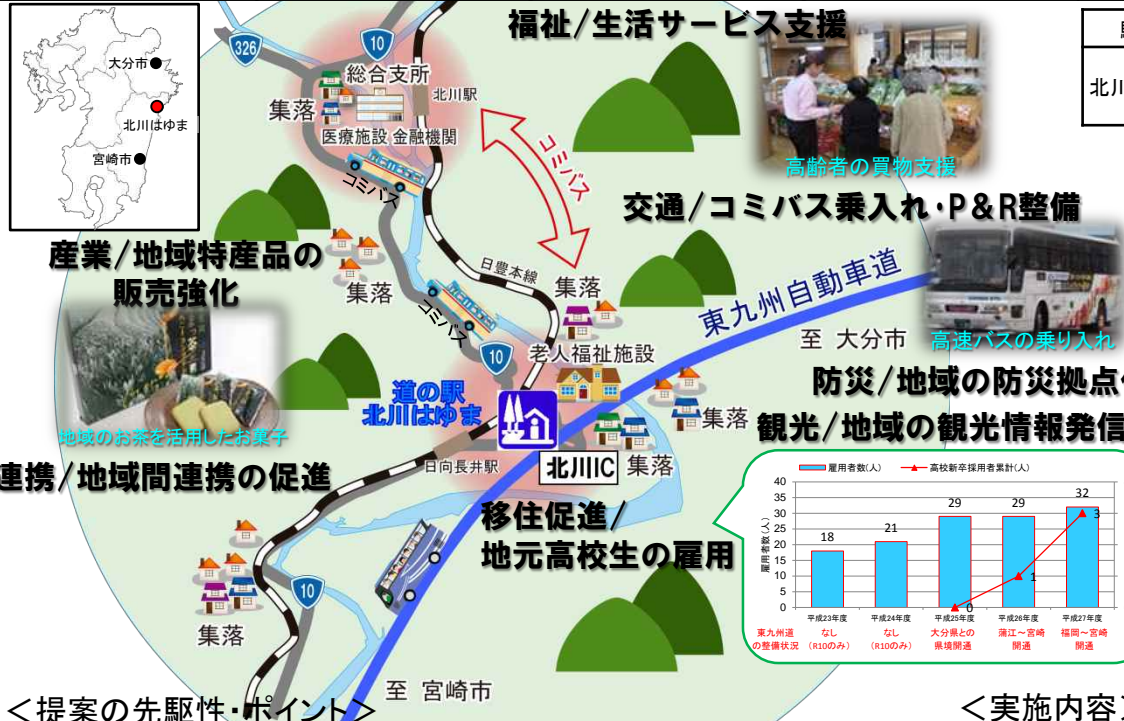 大分市
北川はゆま
宮崎市
福祉/生活サービス支援
326
10
総合支所
北川駅
集落
医療施設 金融機関
コミバス
コミバス
高齢者の買物支援
北川
交通/コミバス乗入れ・P&R整備
産業/地域特産品の
販売強化
集落
日豊本線
集落
コミバス
東九州自動車道
至 大分市
高速バスの乗り入れ
10
老人福祉施設
道の駅
北川はゆま
地域のお茶を活用したお菓子
防災/地域の防災拠点
観光/地域の観光情報発信
集落
連携/地域間連携の促進
日向長井駅
北川IC
集落
移住促進/
地元高校生の雇用
雇用者数(人)
高校新卒採用者累計(人)
雇用者数(人)
40
35
30
25
20
15
10
5
0
18
21
29
29
32
0
1
3
平成23年度
平成24年度
平成25年度
平成26年度
平成27年度
東九州道
の整備状況
なし
(R10のみ)
なし
(R10のみ)
大分県との
県境開通
蒲江～宮崎
開通
福岡～宮崎
開通
10
集落
至 宮崎市
＜提案の先駆性・ポイント＞
＜実施内容＞